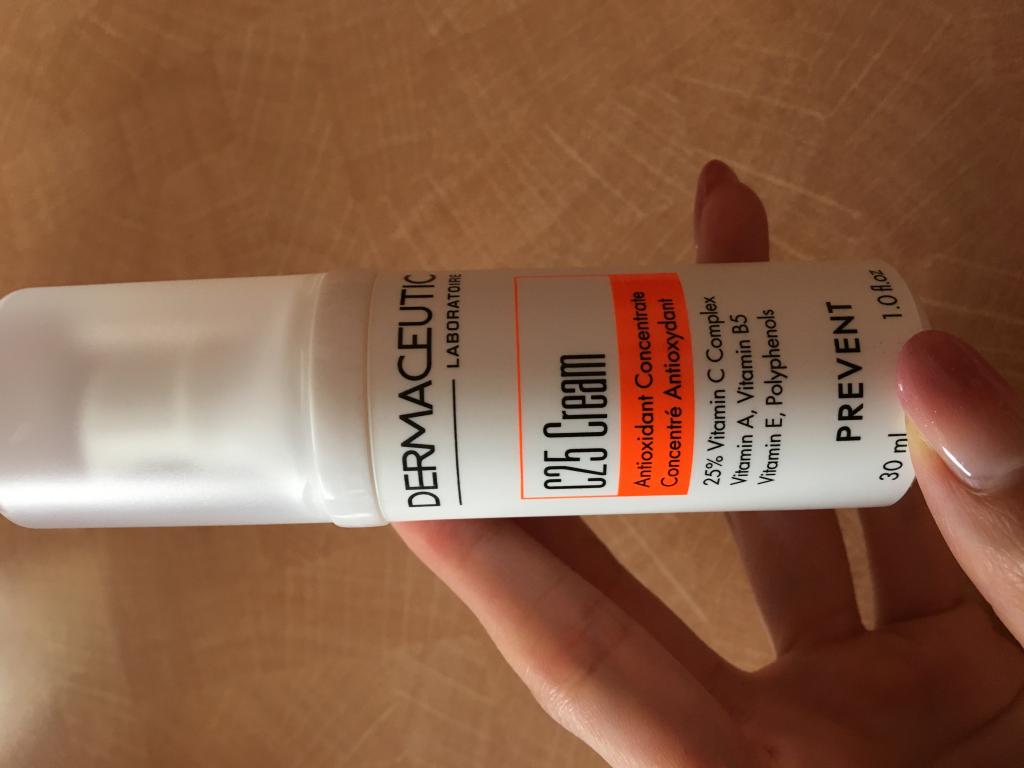 DERMACEUTIC
LABORATOIRE
C25 Cream
Antioxidant Concentrate
Concentré Antioxydant
25% Vitamin C Complex
Vitamin A, Vitamin B5
Vitamin E, Polyphenols
PREVENT
30 ml 1.0 fl.oz